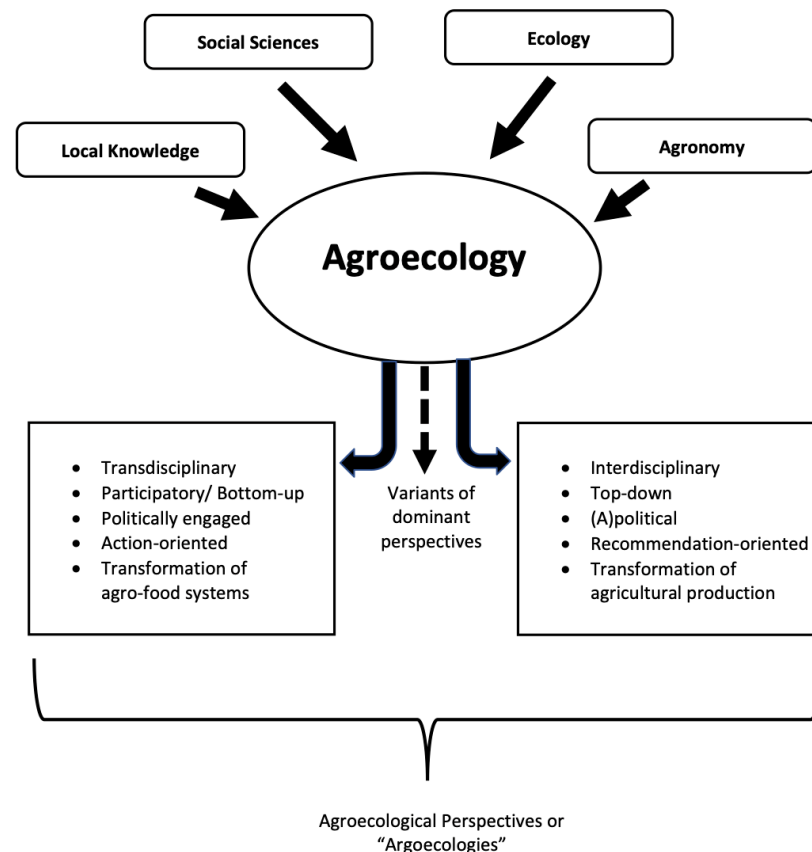 Social Sciences
Ecology
Local Knowledge
Agronomy
Agroecology
• Transdisciplinary
• Participatory/ Bottom-up
• Politically engaged
• Action-oriented
• Transformation of
agro-food systems
Variants of
dominant
perspectives
• Interdisciplinary
• Top-down
• (A)political
• Recommendation-oriented
• Transformation of
agricultural production
Agroecological Perspectives or
“Argoecologies”